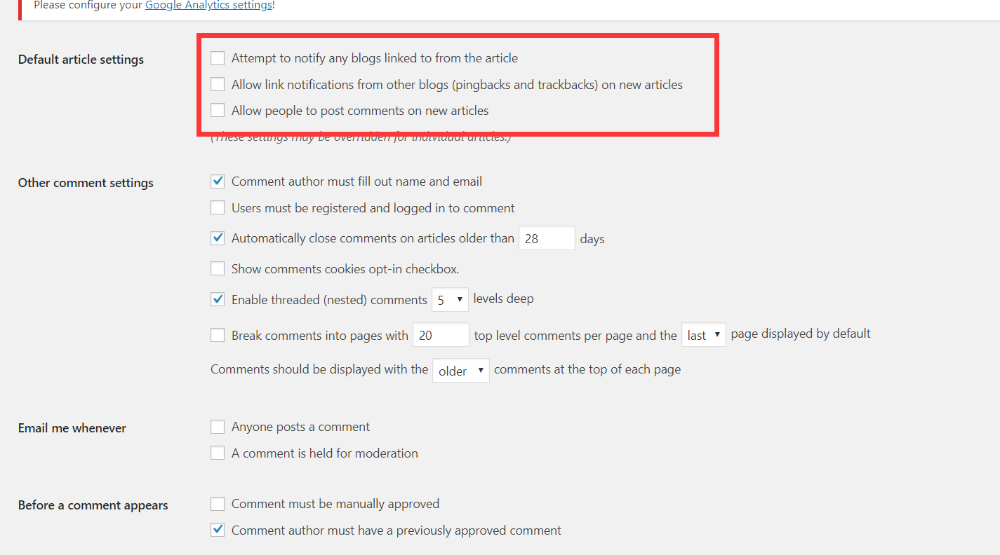 Please configure your Google Analytics settings!
Default article settings
Attempt to notify any blogs linked to from the article
Allow link notifications from other blogs (pingbacks and trackbacks) on new articles
Allow people to post comments on new articles
(These settings may be overridden for individual articles.)
Other comment settings
Comment author must fill out name and email
Users must be registered and logged in to comment
Automatically close comments on articles older than 28 days
Show comments cookies opt-in checkbox.
Enable threaded (nested) comments 5 levels deep
Break comments into pages with 20 top level comments per page and the last page displayed by default
Comments should be displayed with the older comments at the top of each page
Email me whenever
Anyone posts a comment
A comment is held for moderation
Before a comment appears
Comment must be manually approved
Comment author must have a previously approved comment